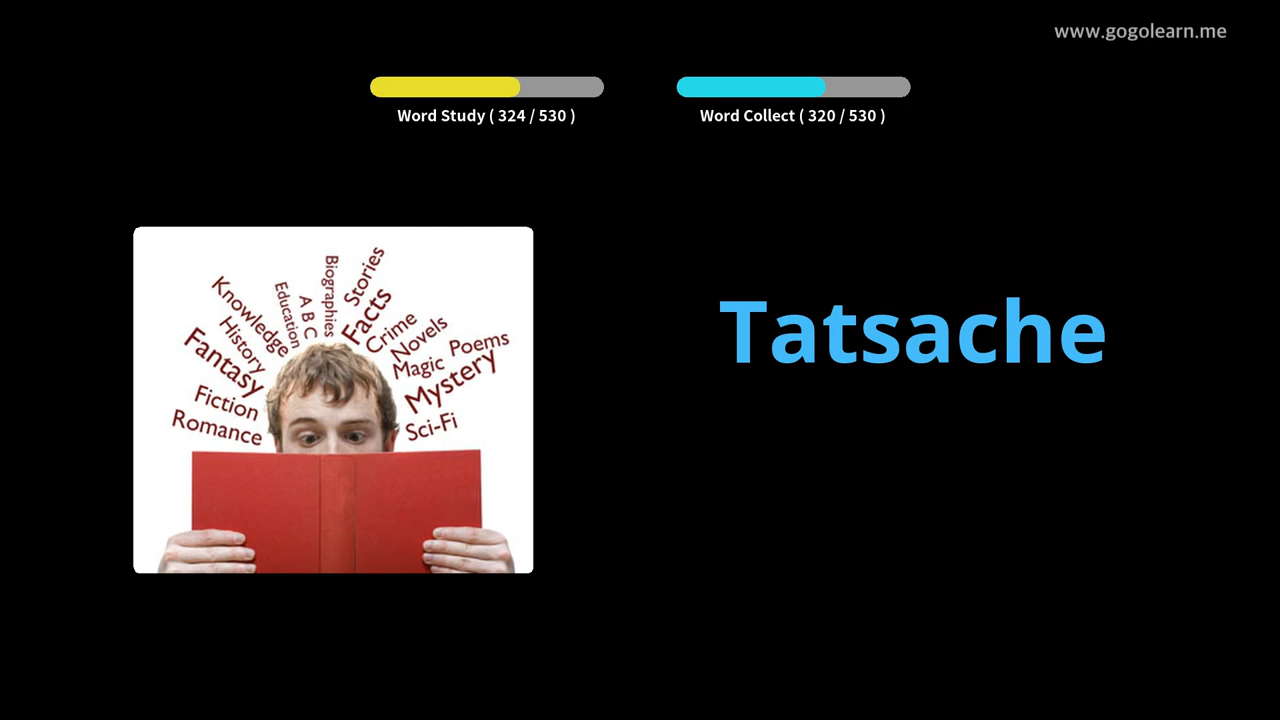 www.gogolearn.me
Word Study ( 324 / 530 )
Word Collect ( 320 / 530 )
Tatsache
Romance
Fiction
Fantasy
History
Knowledge
Education
A B C
Biographies
Stories
Facts
Crime
Novels
Magic
Poems
Mystery
Sci-Fi